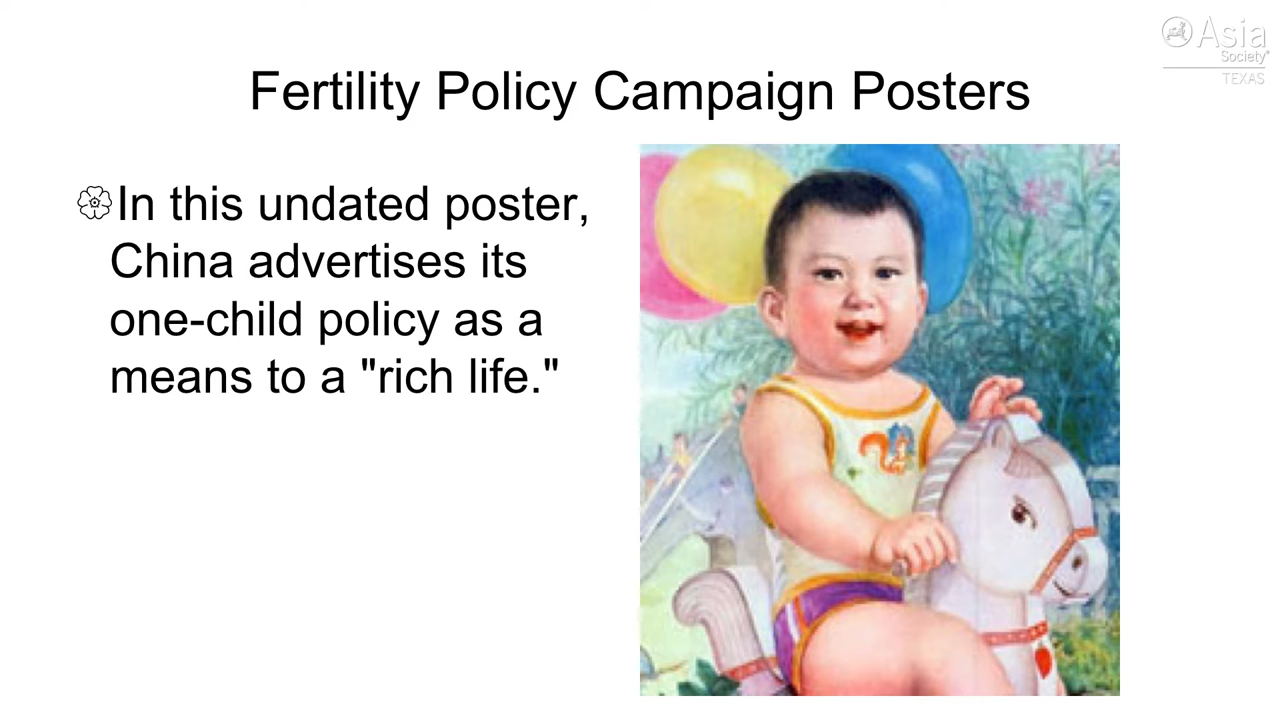 Asia
Society
TEXAS
Fertility Policy Campaign Posters
In this undated poster,
China advertises its
one-child policy as a
means to a "rich life."